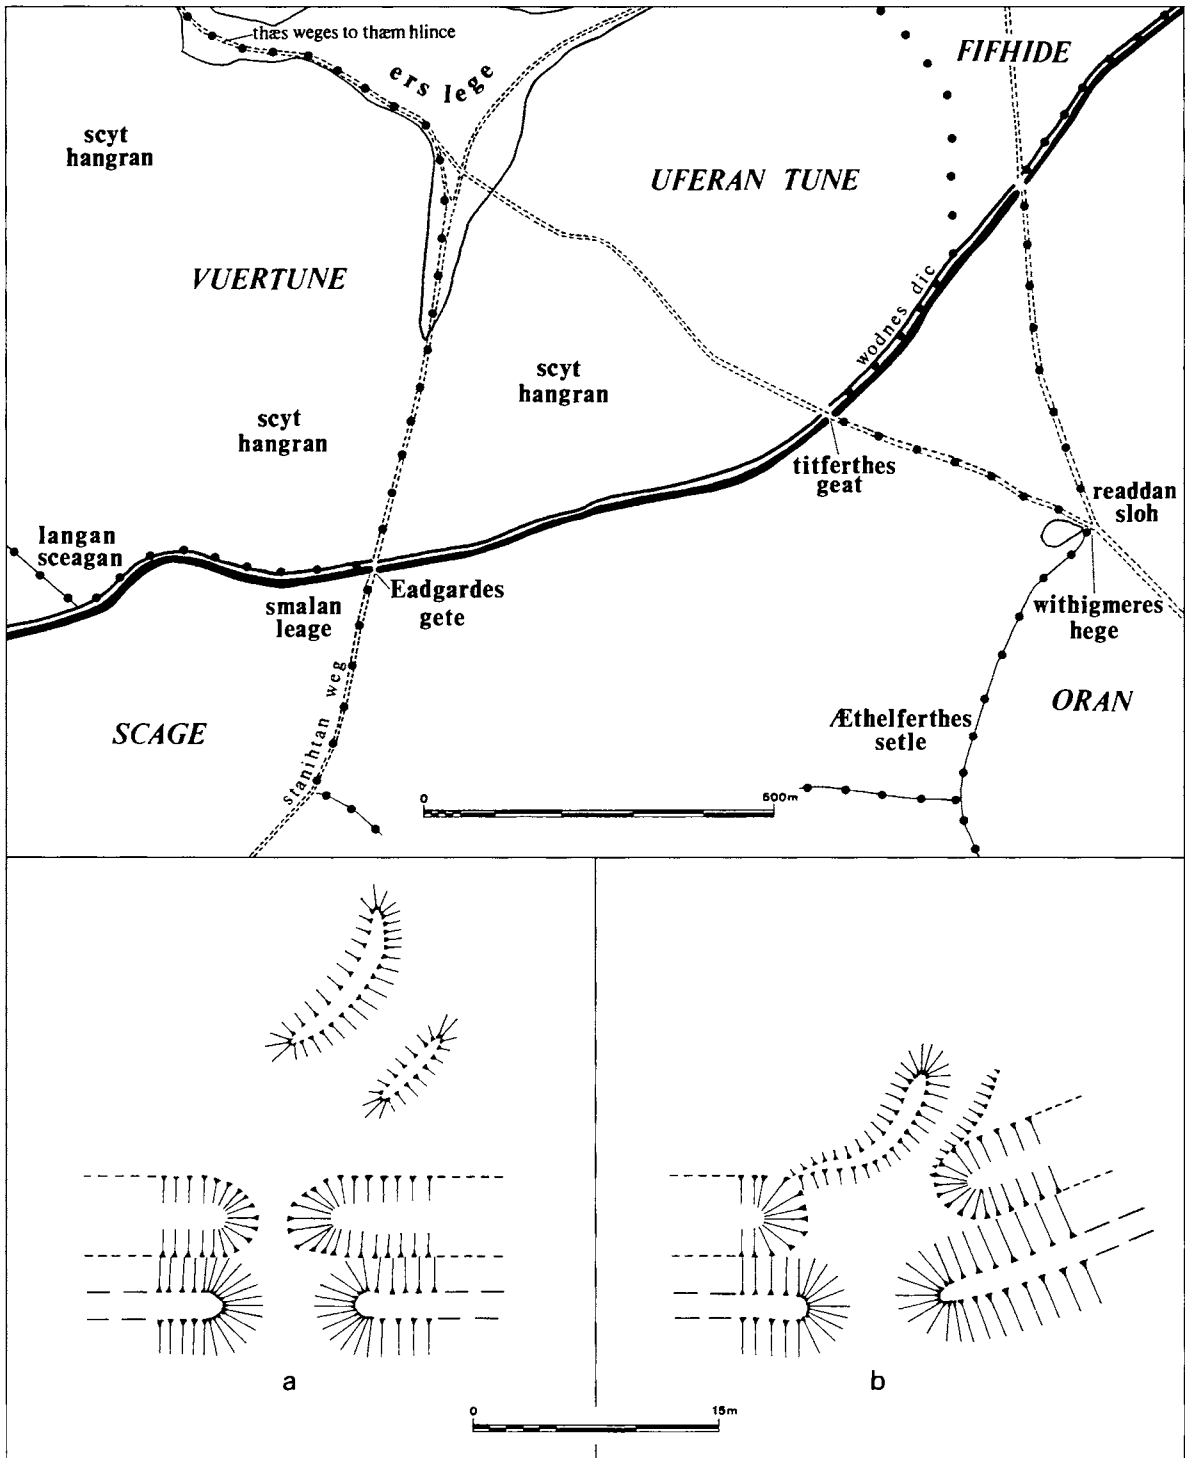 thæs weges to thæm hlince
FIFHIDE
ers lege
scyt
hangran
UFERAN TUNE
VUERTUNE
wodnes dic
scyt
hangran
scyt
hangran
titferthes
geat
readdan
sloh
langan
sceagan
smalan
leage
Eadgardes
gete
withigmeres
hege
stanihtan weg
SCAGE
ORAN
Æthelferthes
setle
0 500m
a
b
0 15m